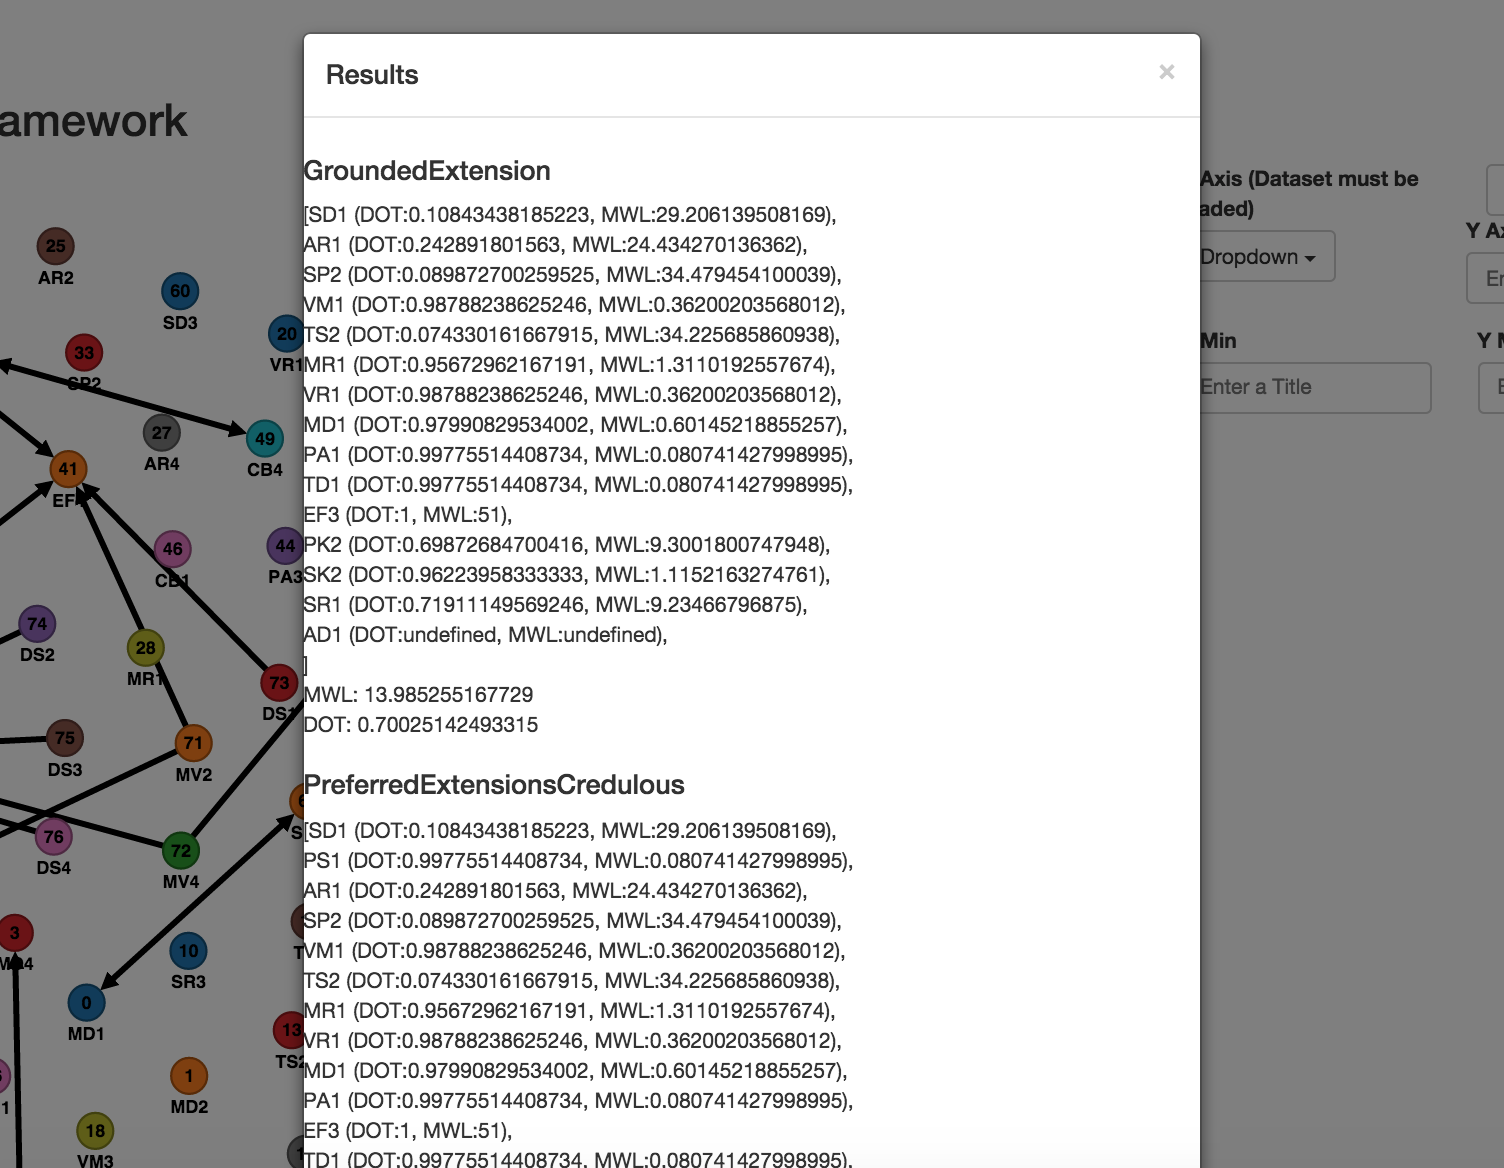 Results
×
amework
GroundedExtension
[SD1 (DOT:0.10843438185223, MWL:29.206139508169),
AR1 (DOT:0.242891801563, MWL:24.434270136362),
SP2 (DOT:0.089872700259525, MWL:34.479454100039),
VM1 (DOT:0.98788238625246, MWL:0.36200203568012),
TS2 (DOT:0.074330161667915, MWL:34.225685860938),
MR1 (DOT:0.95672962167191, MWL:1.3110192557674),
VR1 (DOT:0.98788238625246, MWL:0.36200203568012),
MD1 (DOT:0.97990829534002, MWL:0.60145218855257),
PA1 (DOT:0.99775514408734, MWL:0.080741427998995),
TD1 (DOT:0.99775514408734, MWL:0.080741427998995),
EF3 (DOT:1, MWL:51),
PK2 (DOT:0.69872684700416, MWL:9.3001800747948),
SK2 (DOT:0.96223958333333, MWL:1.1152163274761),
SR1 (DOT:0.71911149569246, MWL:9.23466796875),
AD1 (DOT:undefined, MWL:undefined),
]
MWL: 13.985255167729
DOT: 0.70025142493315
PreferredExtensionsCredulous
[SD1 (DOT:0.10843438185223, MWL:29.206139508169),
PS1 (DOT:0.99775514408734, MWL:0.080741427998995),
AR1 (DOT:0.242891801563, MWL:24.434270136362),
SP2 (DOT:0.089872700259525, MWL:34.479454100039),
VM1 (DOT:0.98788238625246, MWL:0.36200203568012),
TS2 (DOT:0.074330161667915, MWL:34.225685860938),
MR1 (DOT:0.95672962167191, MWL:1.3110192557674),
VR1 (DOT:0.98788238625246, MWL:0.36200203568012),
MD1 (DOT:0.97990829534002, MWL:0.60145218855257),
PA1 (DOT:0.99775514408734, MWL:0.080741427998995),
EF3 (DOT:1, MWL:51),
TD1 (DOT:0.99775514408734, MWL:0.080741427998995),
25
AR2
60
SD3
20
VR1
33
SP2
27
AR4
49
CB4
41
EF
46
CB1
44
PA3
74
DS2
28
MR1
73
DS1
75
DS3
71
MV2
76
DS4
72
MV4
3
10
SR3
0
MD1
13
TS2
1
MD2
18
VM3
Axis (Dataset must be
aded)
Dropdown
Y Ax
Min
Enter a Title